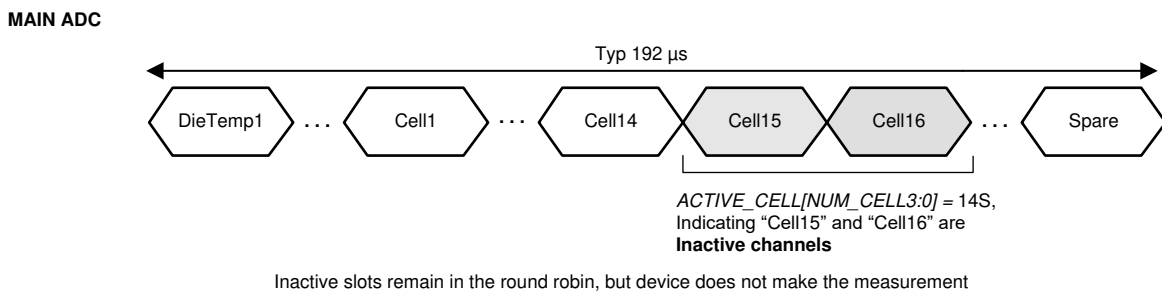 MAIN ADC
Typ 192 µs
DieTemp1 ... Cell1 ... Cell14 Cell15 Cell16 ... Spare
ACTIVE_CELL[NUM_CELL3:0] = 14S,
Indicating “Cell15” and “Cell16” are
Inactive channels
Inactive slots remain in the round robin, but device does not make the measurement